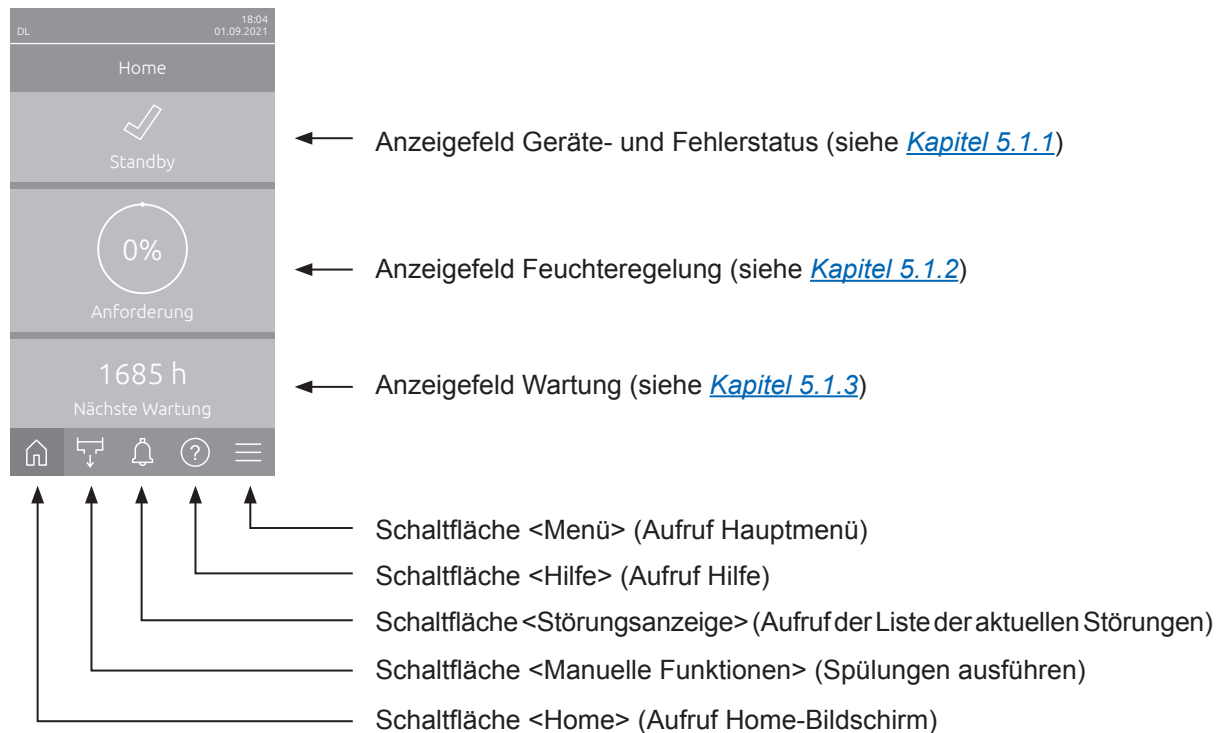 18:04
DL 01.09.2021
Home
Standby
Anzeigefeld Geräte- und Fehlerstatus (siehe Kapitel 5.1.1)
0%
Anforderung
Anzeigefeld Feuchteregelung (siehe Kapitel 5.1.2)
1685 h
Nächste Wartung
Anzeigefeld Wartung (siehe Kapitel 5.1.3)
?
Schaltfläche <Menü> (Aufruf Hauptmenü)
Schaltfläche <Hilfe> (Aufruf Hilfe)
Schaltfläche <Störungsanzeige> (Aufruf der Liste der aktuellen Störungen)
Schaltfläche <Manuelle Funktionen> (Spülungen ausführen)
Schaltfläche <Home> (Aufruf Home-Bildschirm)